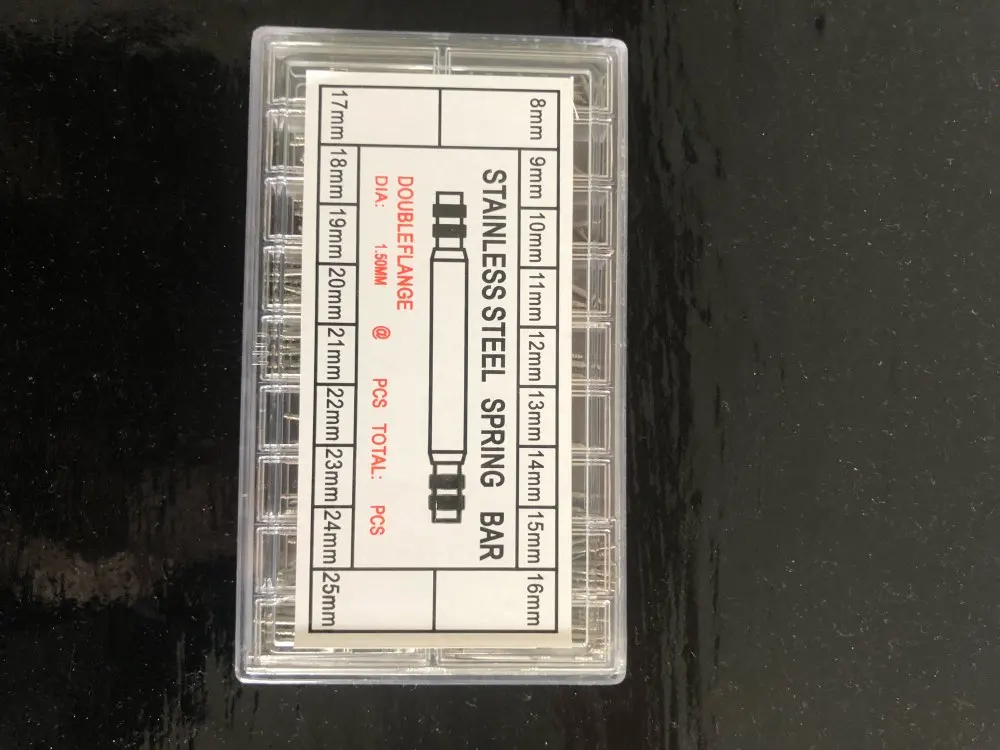 8mm 9mm 10mm 11mm 12mm 13mm 14mm 15mm 16mm
STAINLESS STEEL SPRING BAR
DOUBLEFLANGE
DIA: 1.50MM @ PCS TOTAL: PCS
17mm 18mm 19mm 20mm 21mm 22mm 23mm 24mm 25mm